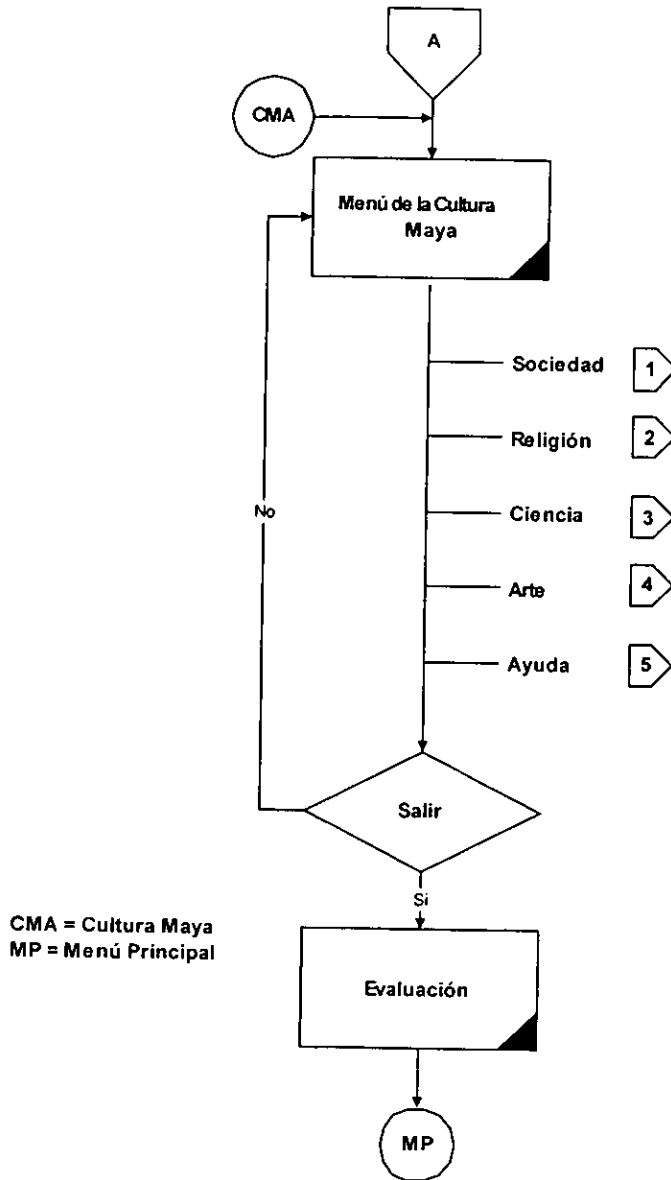 A
CMA
Menú de la Cultura
Maya
Sociedad 1
Religión 2
Ciencia 3
Arte 4
Ayuda 5
No
Salir
Si
CMA = Cultura Maya
MP = Menú Principal
Evaluación
MP